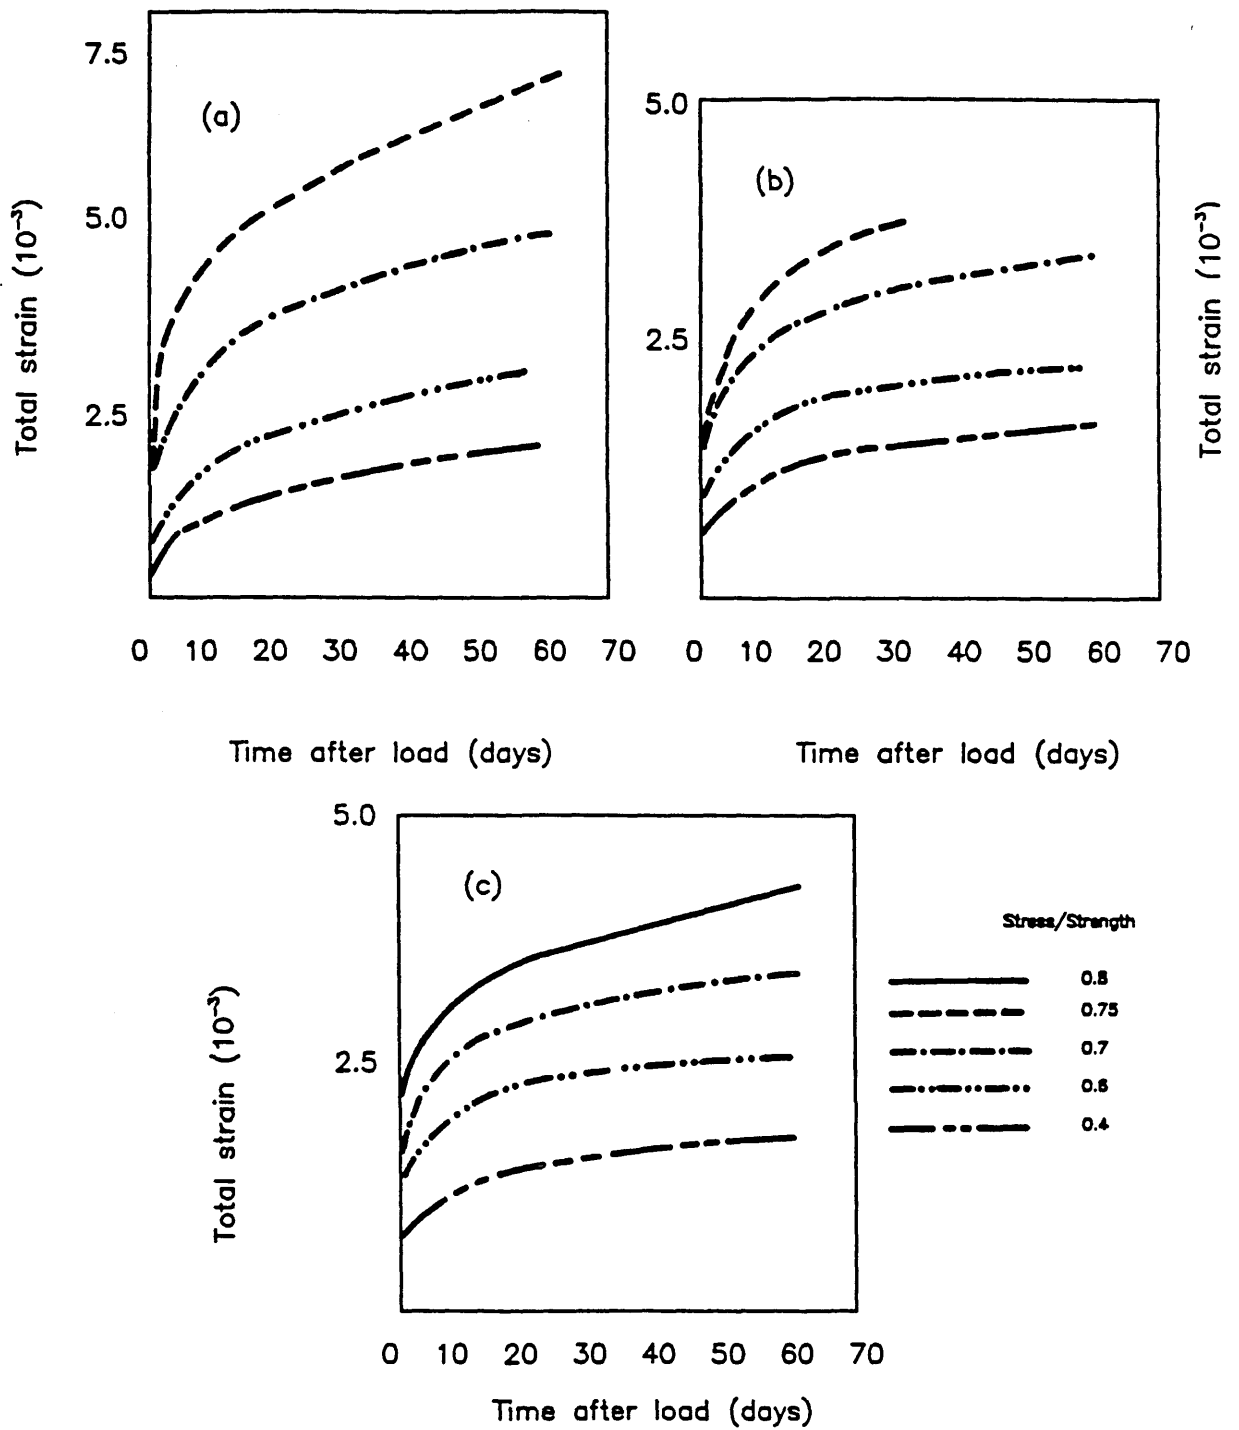 (a)
7.5
5.0
2.5
Total strain (10⁻³)
0 10 20 30 40 50 60 70
Time after load (days)
(b)
5.0
2.5
Total strain (10⁻³)
0 10 20 30 40 50 60 70
Time after load (days)
(c)
5.0
2.5
Total strain (10⁻³)
0 10 20 30 40 50 60 70
Time after load (days)
Stress/Strength
0.8
0.75
0.7
0.6
0.4